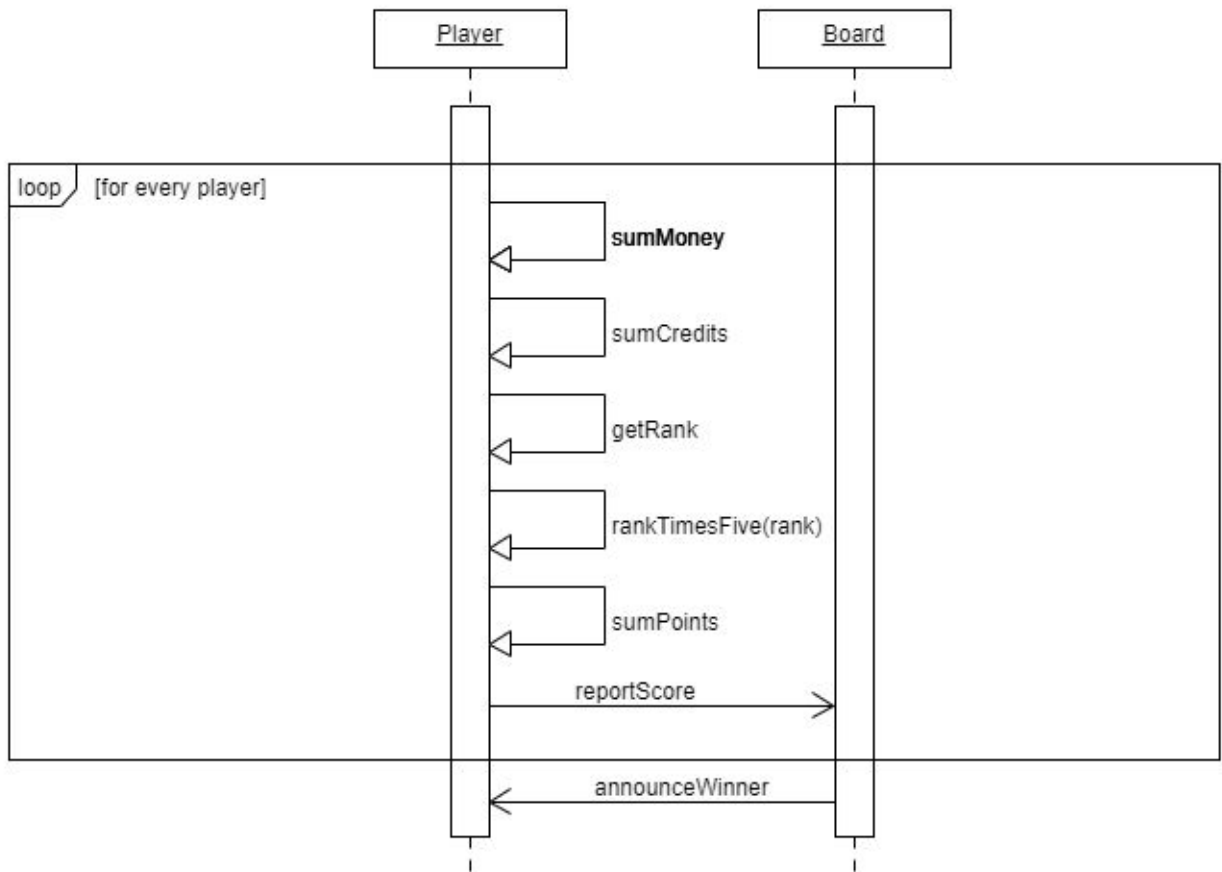 Player
Board
loop
[for every player]
sumMoney
sumCredits
getRank
rankTimesFive(rank)
sumPoints
reportScore
announceWinner